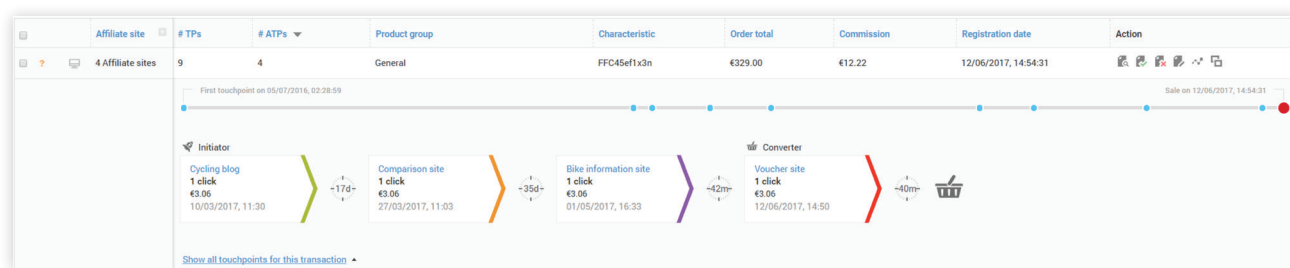 Affiliate site # TPs # ATPs Product group Characteristic Order total Commission Registration date Action
? 4 Affiliate sites 9 4 General FFC45ef1x3n €329.00 €12.22 12/06/2017, 14:54:31
First touchpoint on 05/07/2016, 02:28:59 Sale on 12/06/2017, 14:54:31
Initiator Converter
Cycling blog Comparison site Bike information site Voucher site
1 click 1 click 1 click 1 click
€3.06 €3.06 €3.06 €3.06
~17d~ ~35d~ ~42m~ ~40m~
10/03/2017, 11:30 27/03/2017, 11:03 01/05/2017, 16:33 12/06/2017, 14:50
Show all touchpoints for this transaction